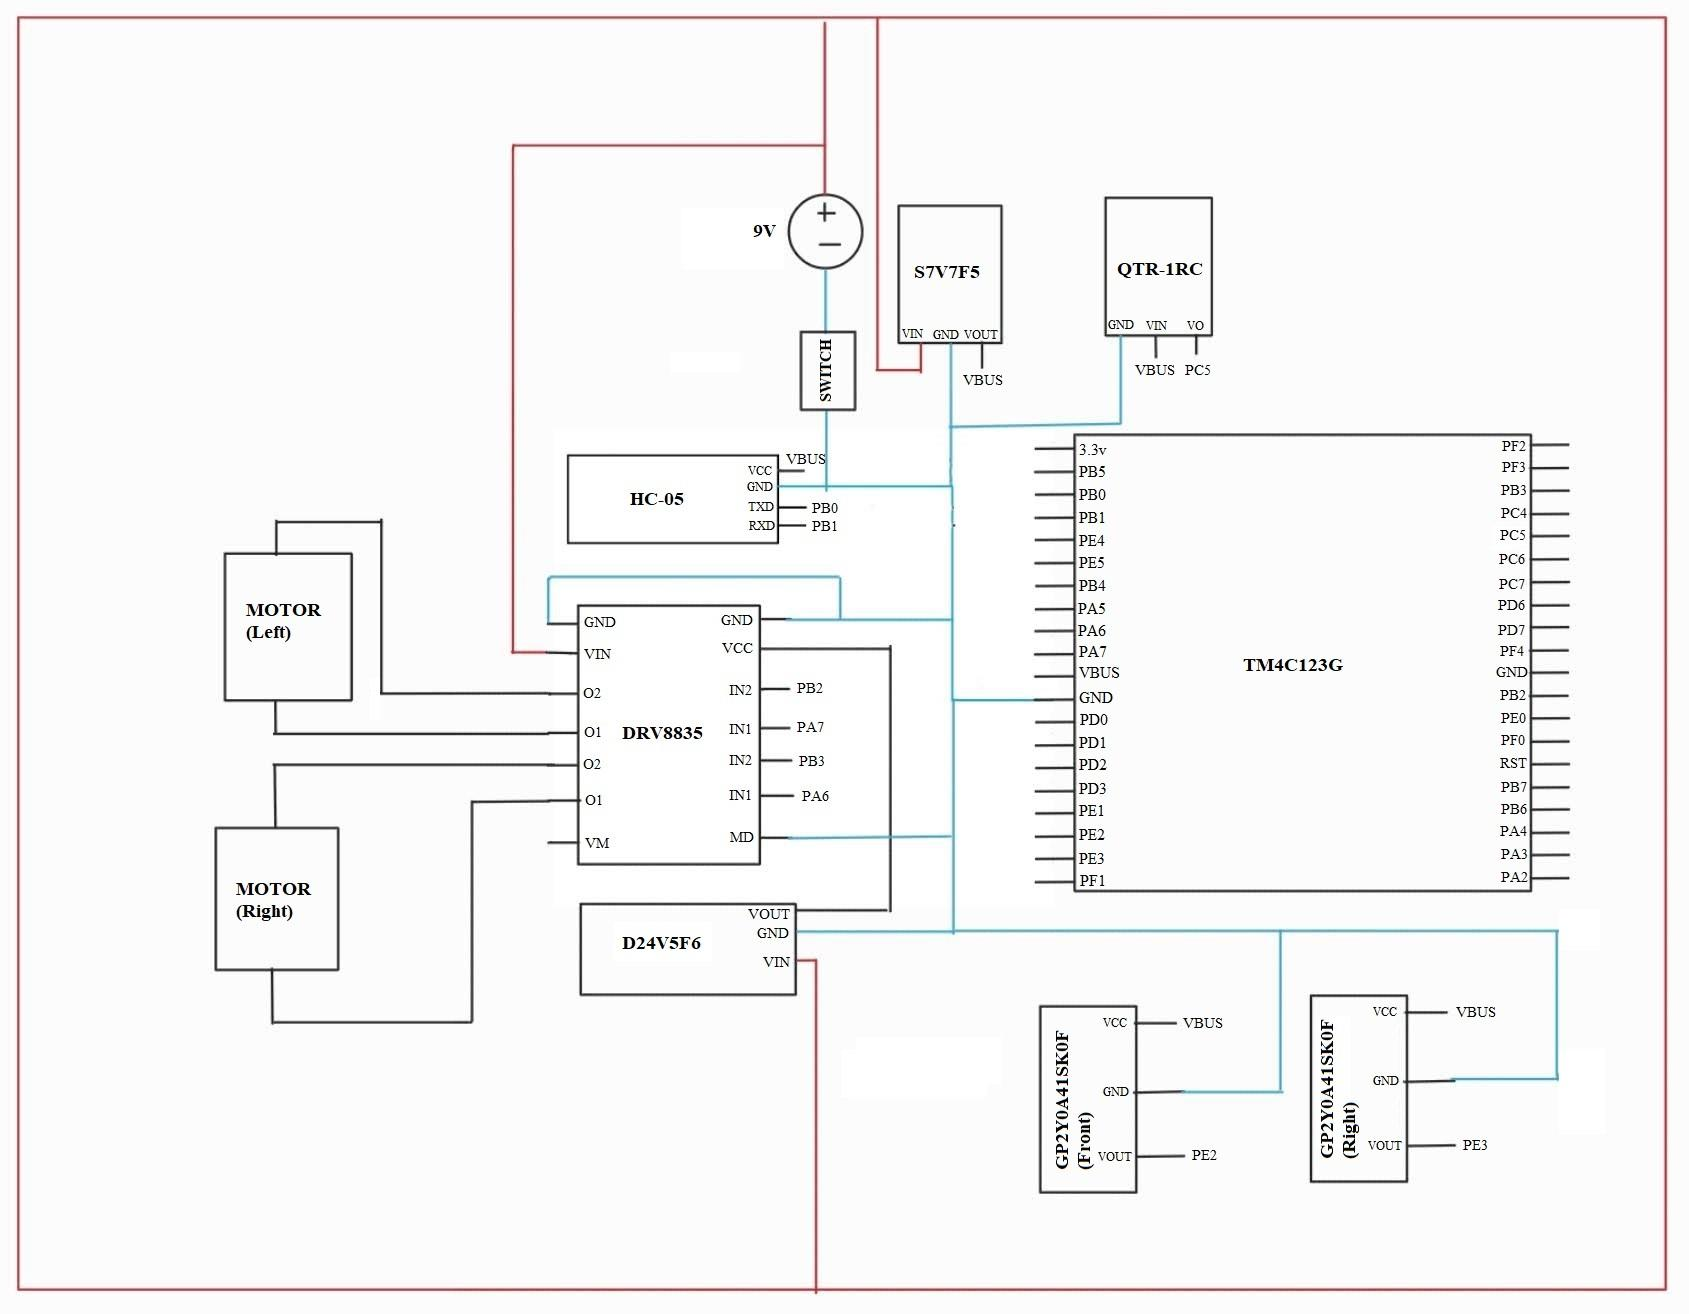 9V
+
−
SWITCH
S7V7F5
VIN GND VOUT
VBUS
QTR-1RC
GND VIN VO
VBUS PC5
HC-05
VCC
VBUS
GND
TXD
PB0
RXD
PB1
MOTOR
(Left)
MOTOR
(Right)
DRV8835
GND
VIN
O2
O1
O2
O1
VM
GND
VCC
IN2
PB2
IN1
PA7
IN2
PB3
IN1
PA6
MD
D24V5F6
VOUT
GND
VIN
TM4C123G
3.3v
PB5
PB0
PB1
PE4
PE5
PB4
PA5
PA6
PA7
VBUS
GND
PD0
PD1
PD2
PD3
PE1
PE2
PE3
PF1
PF2
PF3
PB3
PC4
PC5
PC6
PC7
PD6
PD7
PF4
GND
PB2
PE0
PF0
RST
PB7
PB6
PA4
PA3
PA2
GP2Y0A41SK0F
(Front)
VCC
VBUS
GND
VOUT
PE2
GP2Y0A41SK0F
(Right)
VCC
VBUS
GND
VOUT
PE3